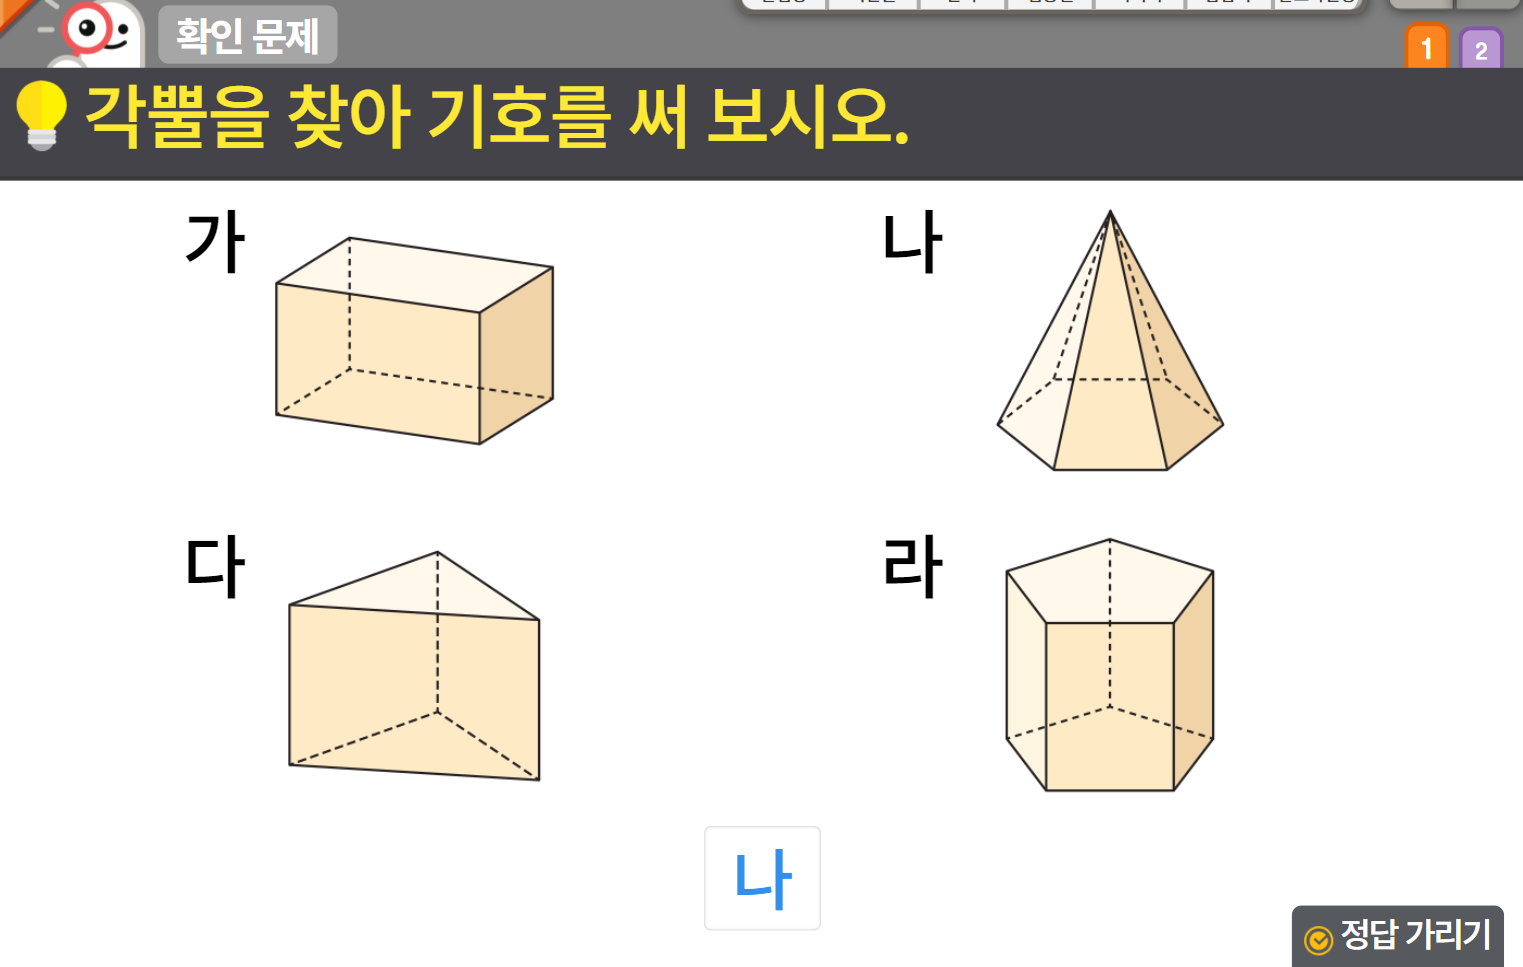 확인 문제
1
2
각뿔을 찾아 기호를 써 보시오.
가
나
다
라
나
정답 가리기